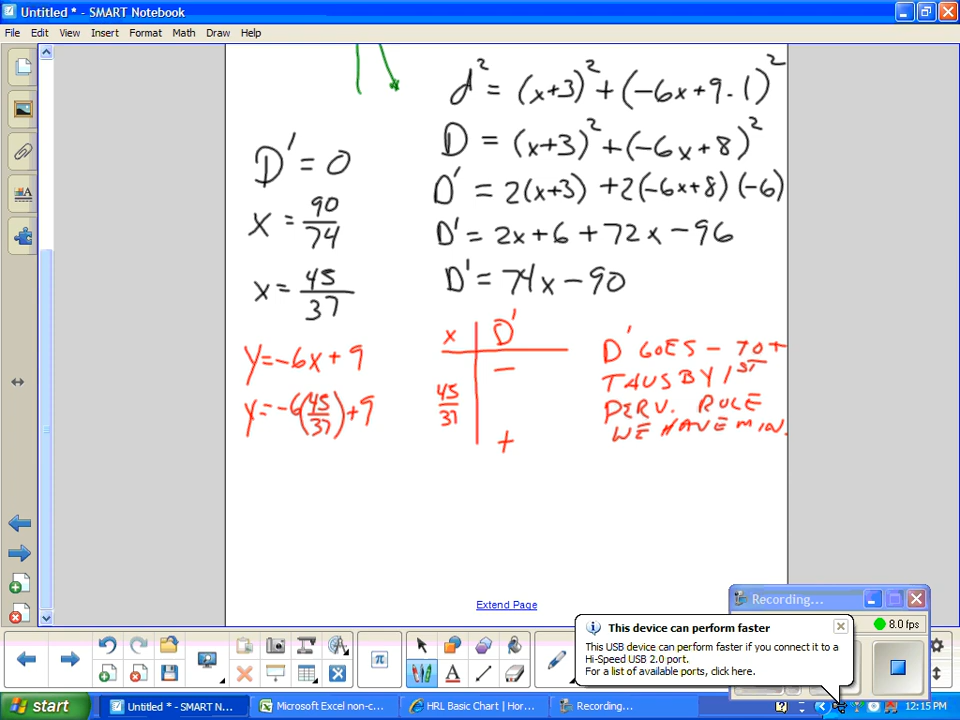 Untitled * - SMART Notebook
File Edit View Insert Format Math Draw Help
d² = (x+3)² + (-6x+9-1)²
D = (x+3)² + (-6x+8)²
D' = 2(x+3) + 2(-6x+8)(-6)
D' = 2x+6 + 72x - 96
D' = 74x - 90
D' = 0
x = 90/74
x = 45/37
y = -6x + 9
y = -6(45/37) + 9
x | D'
-
45/37
+
D' GOES - TO +
THUS BY 1ST
DERV. RULE
WE HAVE MIN.
Extend Page
Recording...
8.0 fps
This device can perform faster
This USB device can perform faster if you connect it to a
Hi-Speed USB 2.0 port.
For a list of available ports, click here.
start
Untitled * - SMART N...
Microsoft Excel non-c...
HRL Basic Chart | Hor...
Recording...
12:15 PM